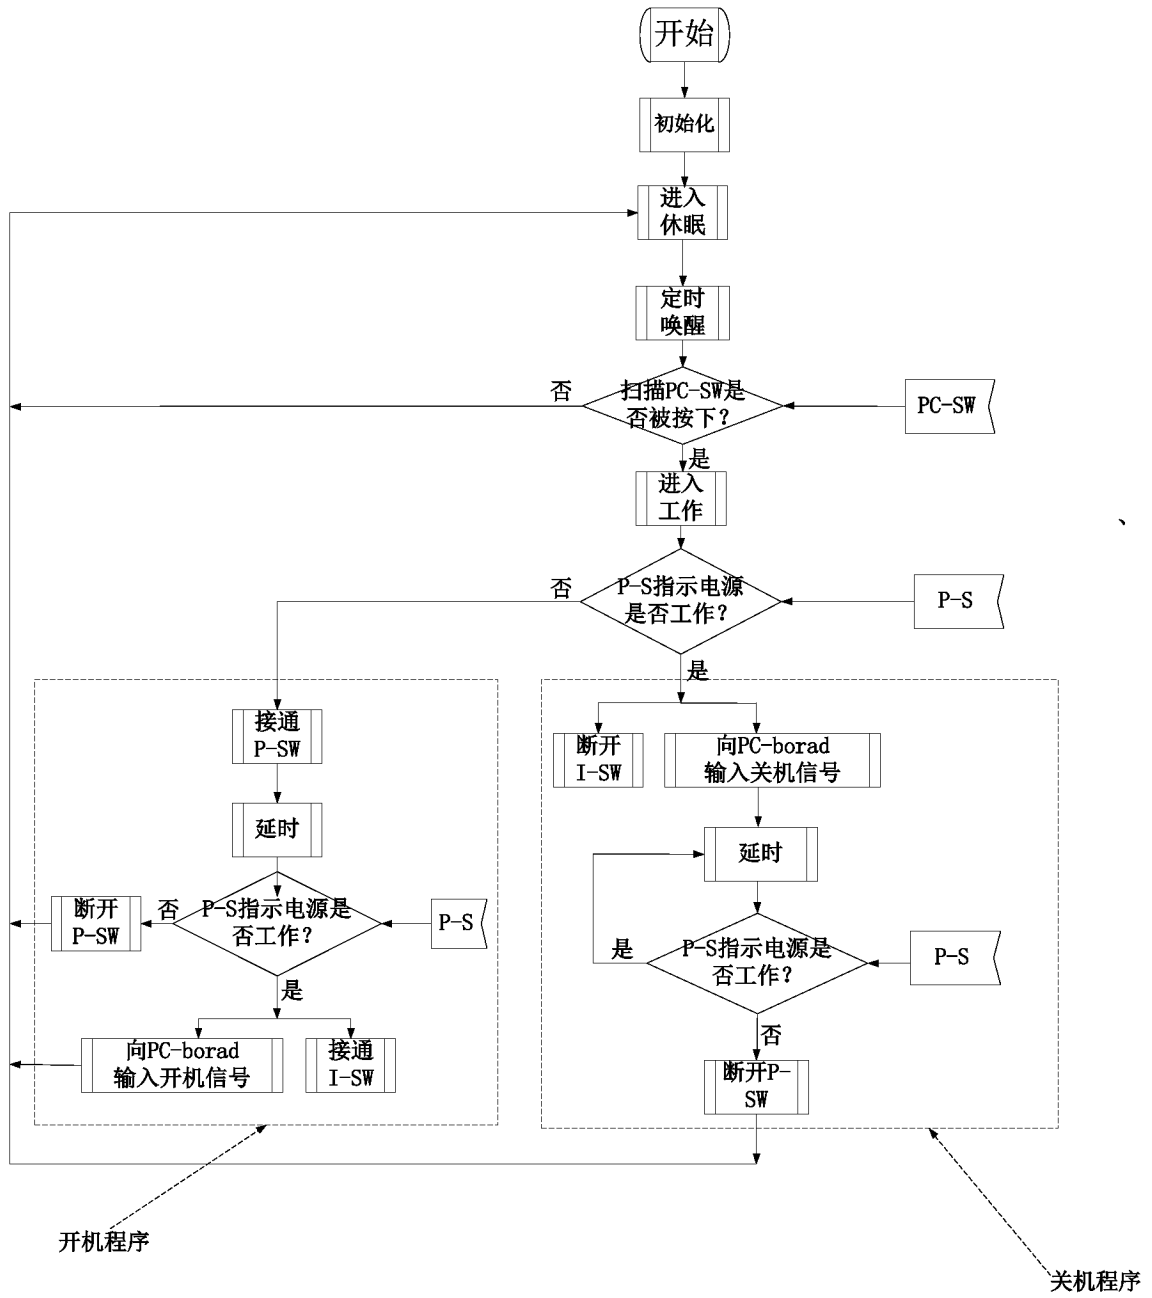 开始
初始化
进入
休眠
定时
唤醒
否
扫描PC-SW是
否被按下？
PC-SW
是
进入
工作
、
否
P-S指示电源
是否工作？
P-S
是
接通
P-SW
延时
否
P-S指示电源是
否工作？
P-S
断开
P-SW
是
向PC-borad
输入开机信号
接通
I-SW
断开
I-SW
向PC-borad
输入关机信号
延时
是
P-S指示电源是
否工作？
P-S
否
断开P-
SW
开机程序
关机程序